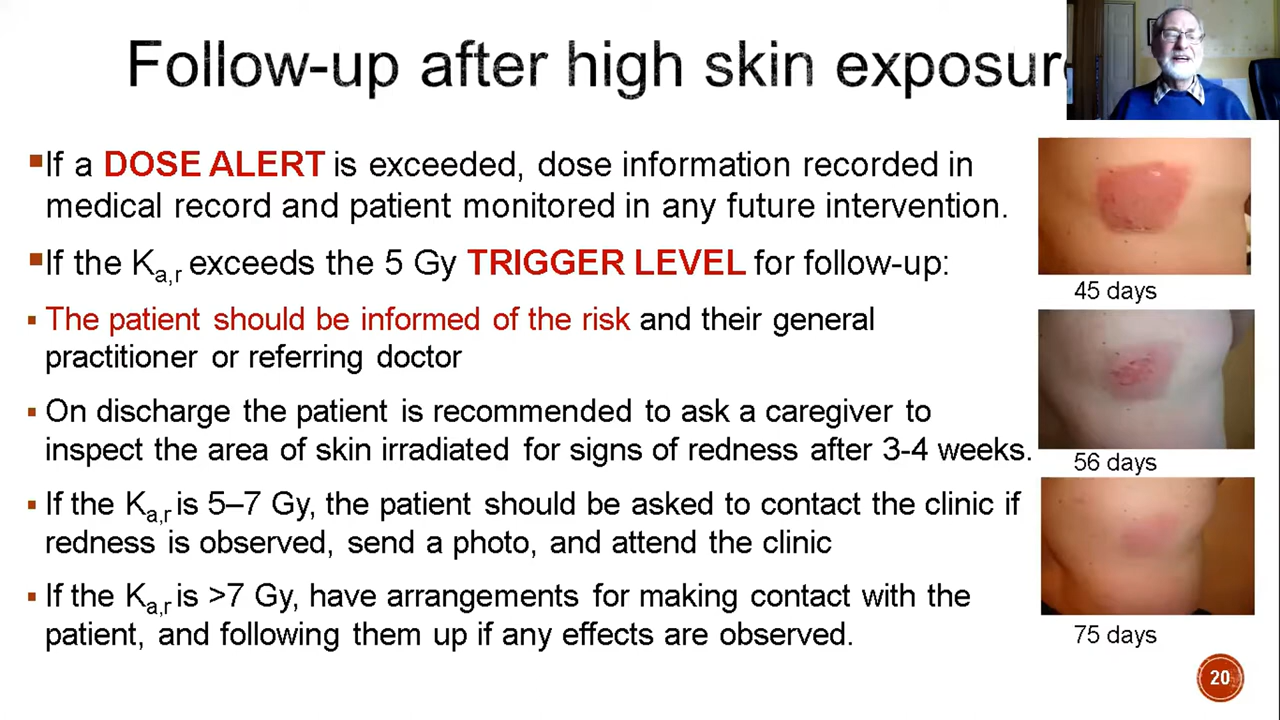 Follow-up after high skin exposur
▪If a DOSE ALERT is exceeded, dose information recorded in
medical record and patient monitored in any future intervention.
▪If the Ka,r exceeds the 5 Gy TRIGGER LEVEL for follow-up:
▪ The patient should be informed of the risk and their general
practitioner or referring doctor
▪ On discharge the patient is recommended to ask a caregiver to
inspect the area of skin irradiated for signs of redness after 3-4 weeks.
▪ If the Ka,r is 5–7 Gy, the patient should be asked to contact the clinic if
redness is observed, send a photo, and attend the clinic
▪ If the Ka,r is >7 Gy, have arrangements for making contact with the
patient, and following them up if any effects are observed.
45 days
56 days
75 days
20